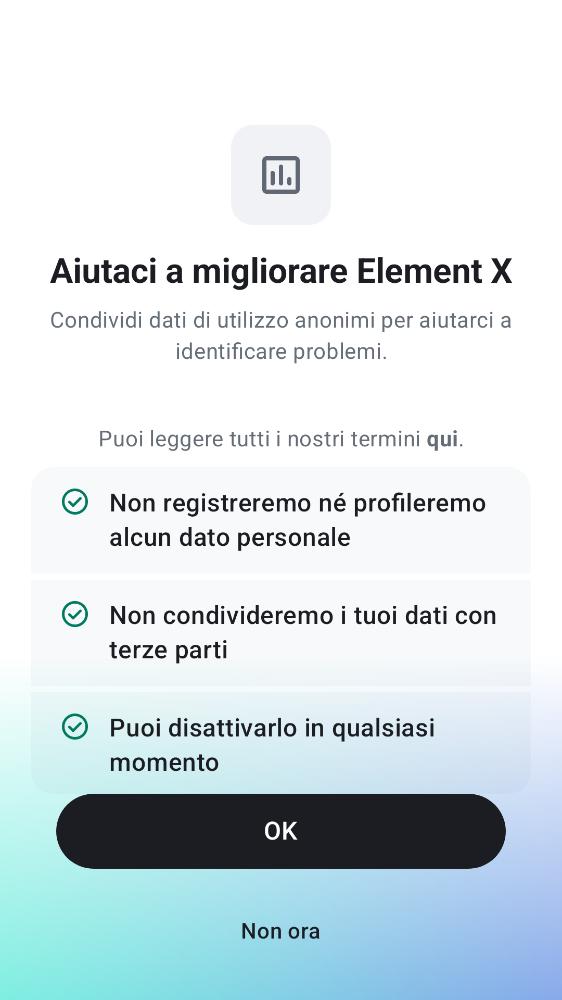 Aiutaci a migliorare Element X
Condividi dati di utilizzo anonimi per aiutarci a
identificare problemi.
Puoi leggere tutti i nostri termini qui.
Non registreremo né profileremo
alcun dato personale
Non condivideremo i tuoi dati con
terze parti
Puoi disattivarlo in qualsiasi
momento
OK
Non ora